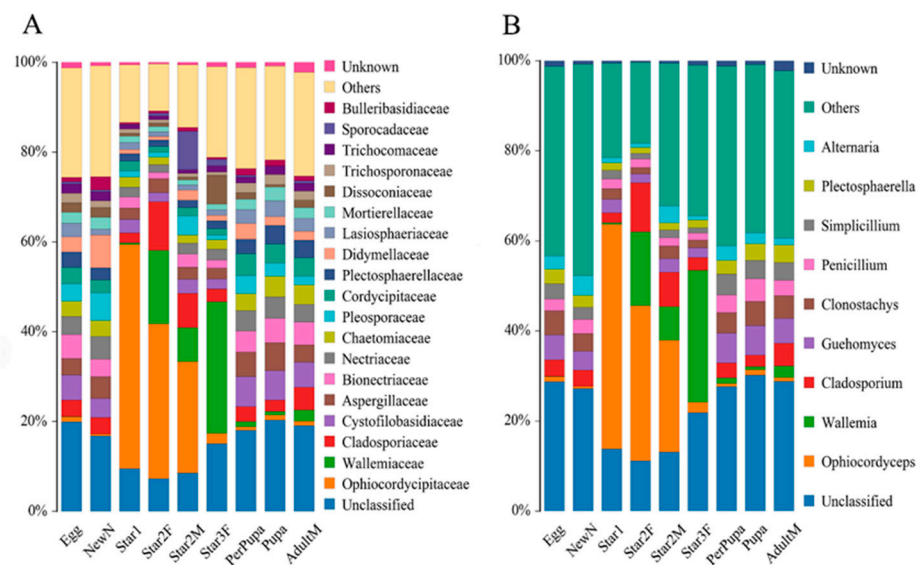 A
100%
80%
60%
40%
20%
0%
Egg
NewN
Star1
Star2F
Star2M
Star3F
PerPupa
Pupa
AdultM
Unknown
Others
Bulleribasidiaceae
Sporocadaceae
Trichocomaceae
Trichosporonaceae
Dissoconiaceae
Mortierellaceae
Lasiosphaeriaceae
Didymellaceae
Plectosphaerellaceae
Cordycipitaceae
Pleosporaceae
Chaetomiaceae
Nectriaceae
Bionectriaceae
Aspergillaceae
Cystofilobasidiaceae
Cladosporiaceae
Wallemiaceae
Ophiocordycipitaceae
Unclassified
B
100%
80%
60%
40%
20%
0%
Egg
NewN
Star1
Star2F
Star2M
Star3F
PerPupa
Pupa
AdultM
Unknown
Others
Alternaria
Plectosphaerella
Simplicillium
Penicillium
Clonostachys
Guehomyces
Cladosporium
Wallemia
Ophiocordyceps
Unclassified